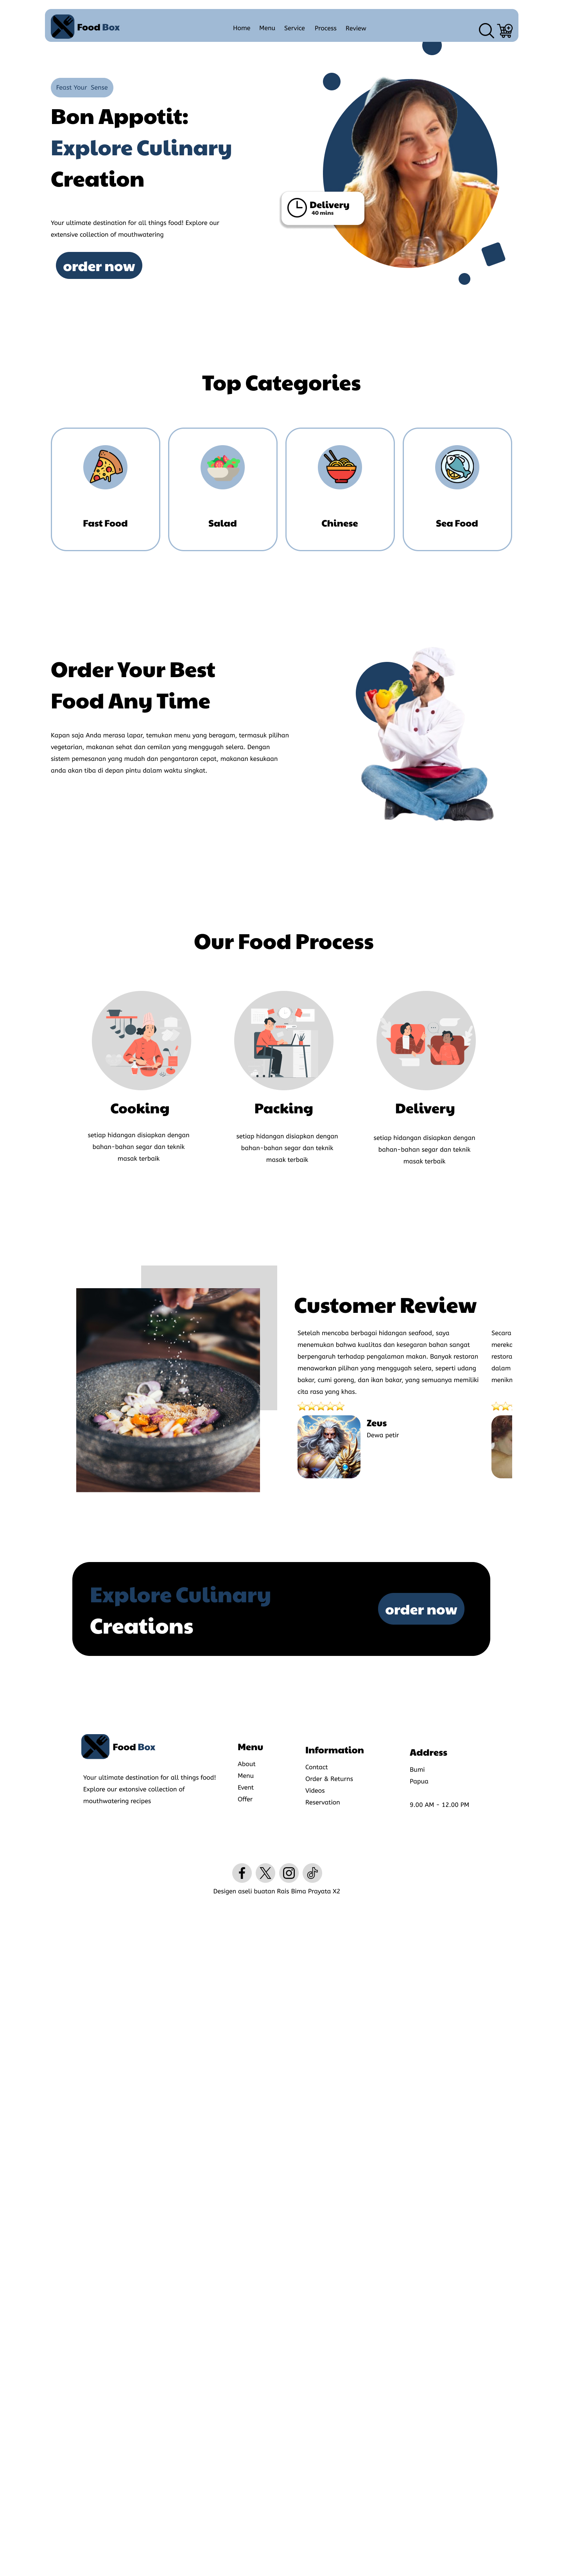 Food Box
Home Menu Service Process Review
Feast Your Sense
Bon Appotit:
Explore Culinary
Creation
Your ultimate destination for all things food! Explore our
extensive collection of mouthwatering
order now
Delivery
40 mins
Top Categories
Fast Food
Salad
Chinese
Sea Food
Order Your Best
Food Any Time
Kapan saja Anda merasa lapar, temukan menu yang beragam, termasuk pilihan
vegetarian, makanan sehat dan cemilan yang menggugah selera. Dengan
sistem pemesanan yang mudah dan pengantaran cepat, makanan kesukaan
anda akan tiba di depan pintu dalam waktu singkat.
Our Food Process
Cooking
setiap hidangan disiapkan dengan
bahan-bahan segar dan teknik
masak terbaik
Packing
setiap hidangan disiapkan dengan
bahan-bahan segar dan teknik
masak terbaik
Delivery
setiap hidangan disiapkan dengan
bahan-bahan segar dan teknik
masak terbaik
Customer Review
Setelah mencoba berbagai hidangan seafood, saya
menemukan bahwa kualitas dan kesegaran bahan sangat
berpengaruh terhadap pengalaman makan. Banyak restoran
menawarkan pilihan yang menggugah selera, seperti udang
bakar, cumi goreng, dan ikan bakar, yang semuanya memiliki
cita rasa yang khas.
Zeus
Dewa petir
Secara
mereka
restora
dalam
menikn
Explore Culinary
Creations
order now
Food Box
Your ultimate destination for all things food!
Explore our extensive collection of
mouthwatering recipes
Menu
About
Menu
Event
Offer
Information
Contact
Order & Returns
Videos
Reservation
Address
Bumi
Papua
9.00 AM - 12.00 PM
Desigen aseli buatan Rais Bima Prayata X2